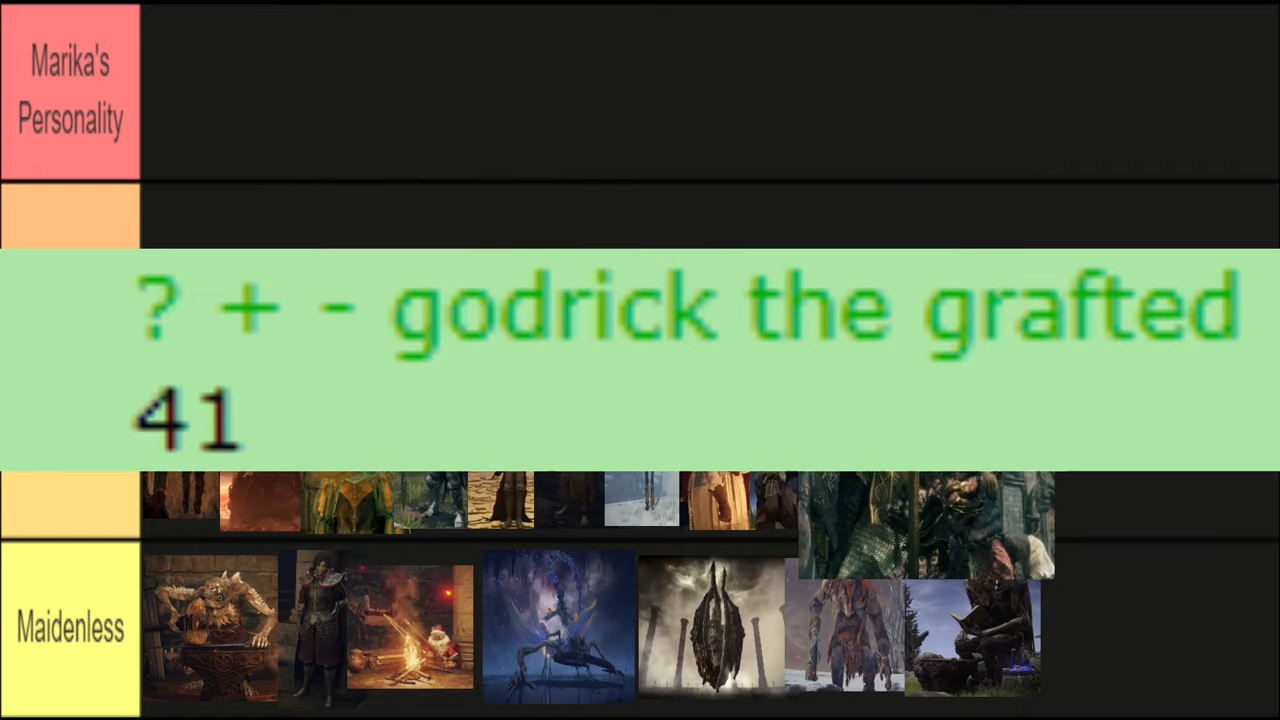 Marika's
Personality
? + - godrick the grafted
41
Maidenless